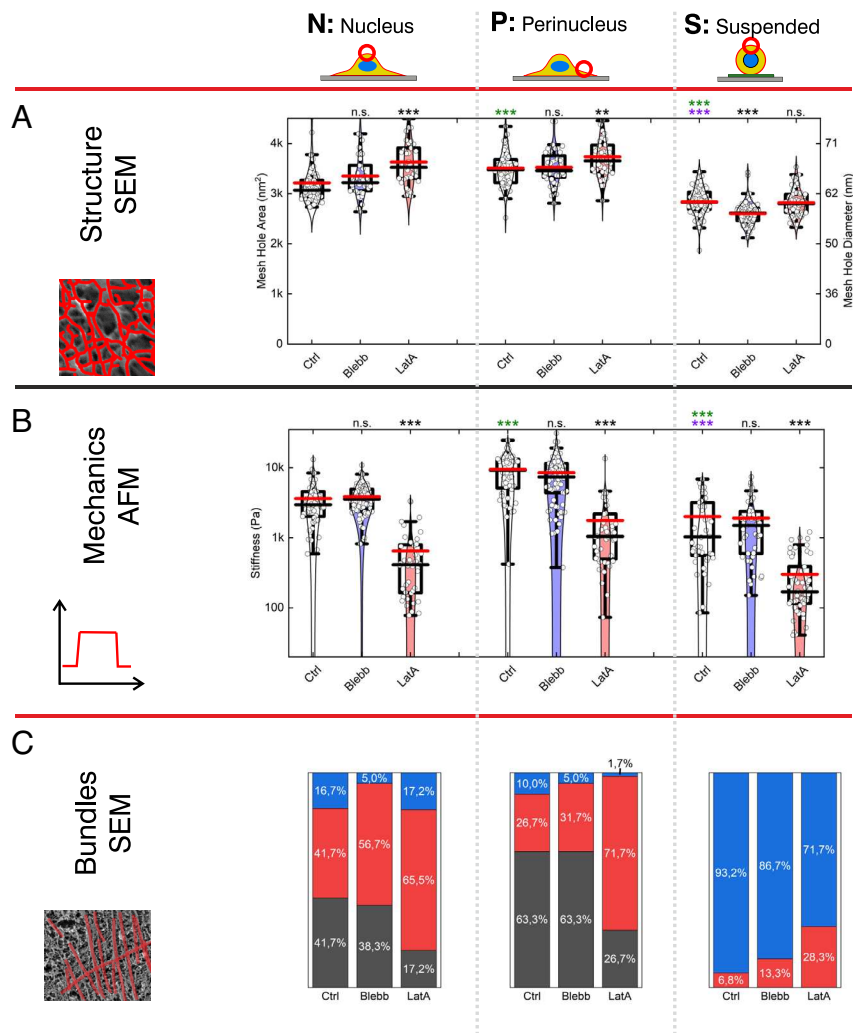 N: Nucleus
P: Perinucleus
S: Suspended
A
Structure
SEM
n.s.
***
***
n.s.
**
***
***
***
n.s.
4k
3k
2k
1k
0
Mesh Hole Area (nm²)
71
62
50
36
0
Mesh Hole Diameter (nm)
Ctrl
Blebb
LatA
Ctrl
Blebb
LatA
Ctrl
Blebb
LatA
B
Mechanics
AFM
n.s.
***
***
n.s.
***
***
***
n.s.
***
10k
1k
100
Stiffness (Pa)
Ctrl
Blebb
LatA
Ctrl
Blebb
LatA
Ctrl
Blebb
LatA
C
Bundles
SEM
16,7%
5,0%
17,2%
41,7%
56,7%
65,5%
41,7%
38,3%
17,2%
Ctrl
Blebb
LatA
10,0%
5,0%
1,7%
26,7%
31,7%
71,7%
63,3%
63,3%
26,7%
Ctrl
Blebb
LatA
93,2%
86,7%
71,7%
6,8%
13,3%
28,3%
Ctrl
Blebb
LatA